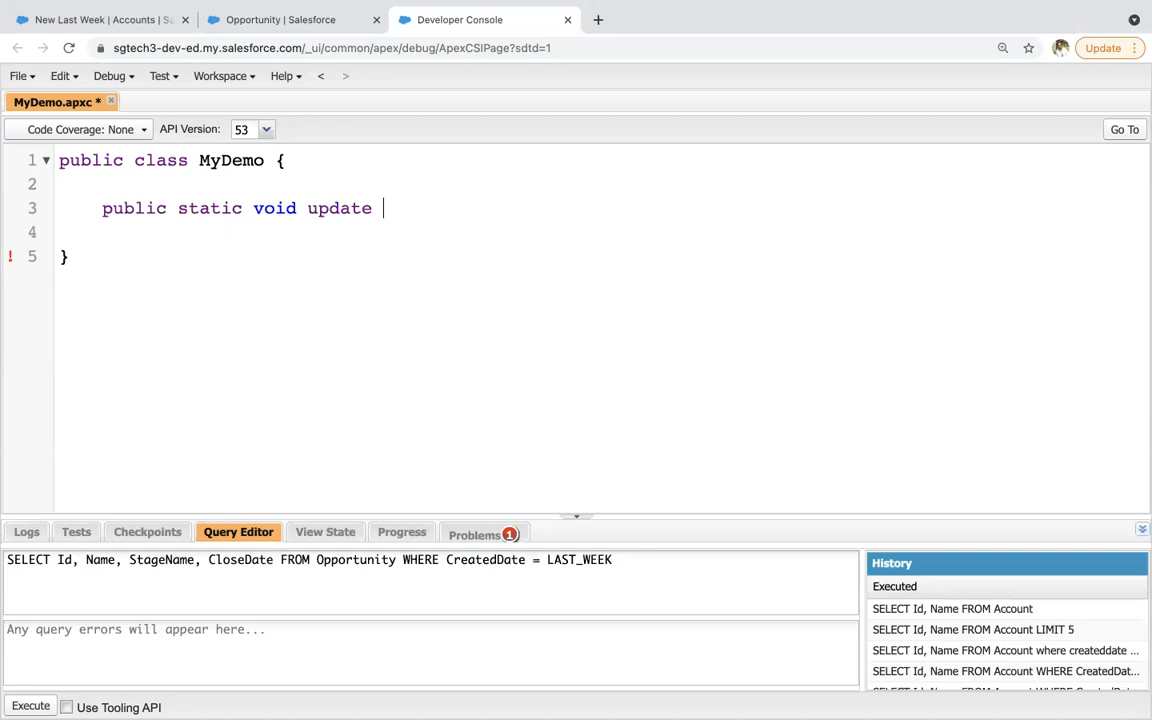 New Last Week | Accounts | Sa
Opportunity | Salesforce
Developer Console
sgtech3-dev-ed.my.salesforce.com/_ui/common/apex/debug/ApexCSIPage?sdtd=1
Update
File Edit Debug Test Workspace Help < >
MyDemo.apxc *
Code Coverage: None API Version: 53 Go To
1 public class MyDemo {
2
3 public static void update
4
! 5 }
Logs Tests Checkpoints Query Editor View State Progress Problems 1
SELECT Id, Name, StageName, CloseDate FROM Opportunity WHERE CreatedDate = LAST_WEEK
Any query errors will appear here...
History
Executed
SELECT Id, Name FROM Account
SELECT Id, Name FROM Account LIMIT 5
SELECT Id, Name FROM Account where createddate ...
SELECT Id, Name FROM Account WHERE CreatedDat...
Execute Use Tooling API